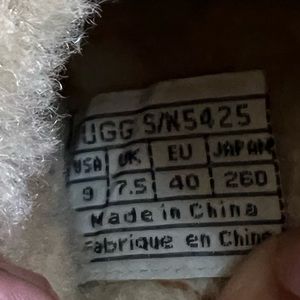 UGG S/N5425
USA UK EU JAPAN
9 7.5 40 260
Made in China
Fabrique en Chine